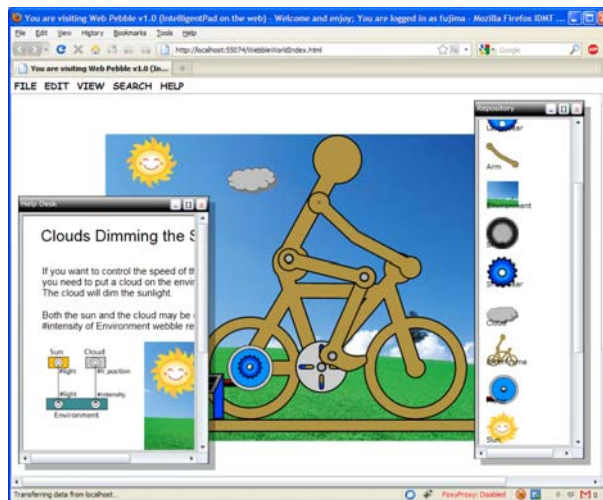 You are visiting Web Pebble v1.0 (IntelligentPad on the web) - Welcome and enjoy; You are logged in as fujima - Mozilla Firefox IDMT ...
File Edit View History Bookmarks Tools Help
http://localhost:55074/WebbleWorldIndex.html
Google
You are visiting Web Pebble v1.0 (In...
FILE EDIT VIEW SEARCH HELP
Repository
Arm
Environment
Cloud
Sun
Help Desk
Clouds Dimming the S
If you want to control the speed of th
you need to put a cloud on the envir
The cloud will dim the sunlight.
Both the sun and the cloud may be
#intensity of Environment webble re
Sun Cloud
#light #h_position
#light #intensity
Environment
Transferring data from localhost...
FoxyProxy: Disabled